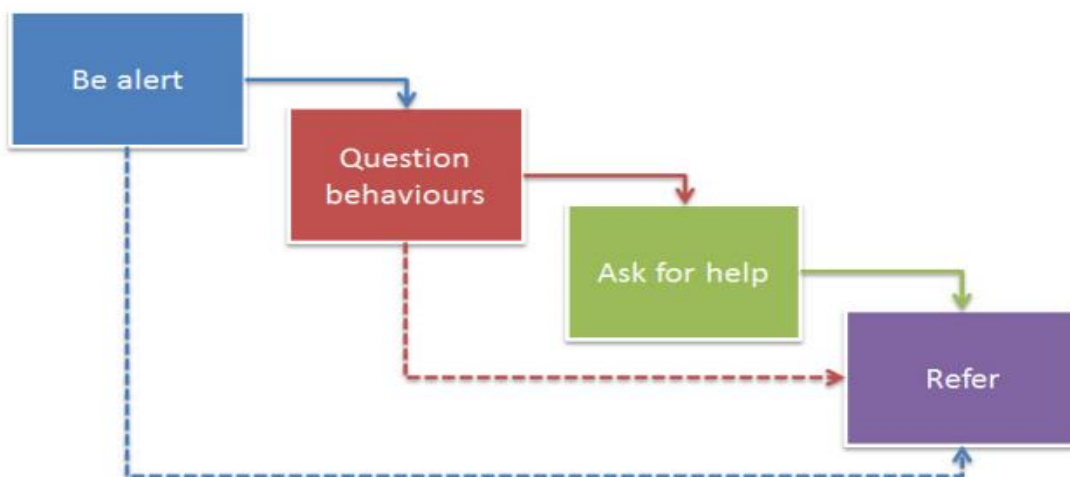 Be alert
Question
behaviours
Ask for help
Refer